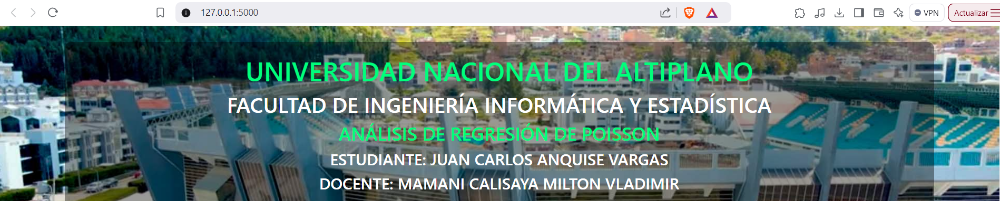 127.0.0.1:5000
VPN
Actualizar
UNIVERSIDAD NACIONAL DEL ALTIPLANO
FACULTAD DE INGENIERÍA INFORMÁTICA Y ESTADÍSTICA
ANÁLISIS DE REGRESIÓN DE POISSON
ESTUDIANTE: JUAN CARLOS ANQUISE VARGAS
DOCENTE: MAMANI CALISAYA MILTON VLADIMIR